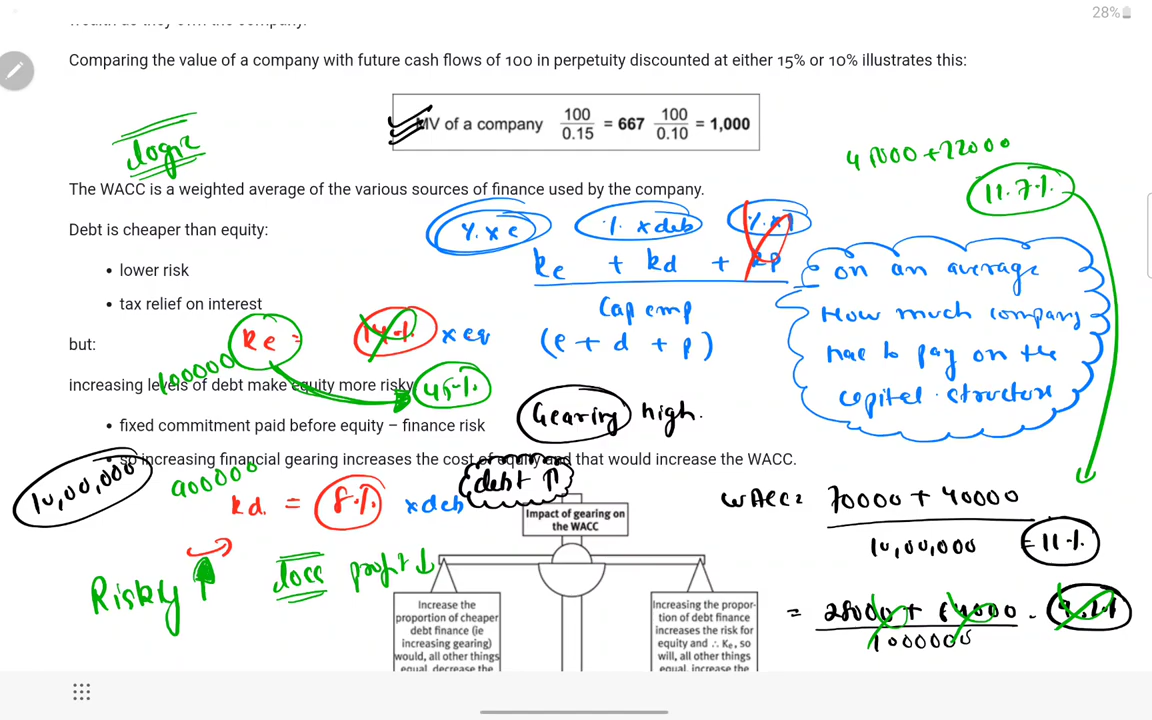 28%
Comparing the value of a company with future cash flows of 100 in perpetuity discounted at either 15% or 10% illustrates this:
MV of a company 100/0.15 = 667 100/0.10 = 1,000
logic
45000 + 72000
11.7%
The WACC is a weighted average of the various sources of finance used by the company.
Debt is cheaper than equity:
• lower risk
• tax relief on interest
but:
increasing levels of debt make equity more risky
• fixed commitment paid before equity – finance risk
so increasing financial gearing increases the cost of equity and that would increase the WACC.
%.xe %.xdeb
ke + kd + kp
Cap emp
(e + d + p)
on an average
How much company
has to pay on the
capital structure
ke =
14% x eq
100000
45%
Gearing high.
10,00,000
900000
kd. = 8% x deb
debt ↑
Risky ↑ loss profit ↓
WACC = 70000 + 40000
10,00,000 = 11%
= 28000 +
1000000
Impact of gearing on
the WACC
Increase the
proportion of cheaper
debt finance (ie
increasing gearing)
would, all other things
equal, decrease the
Increasing the propor-
tion of debt finance
increases the risk for
equity and ∴ Ke, so
will, all other things
equal, increase the